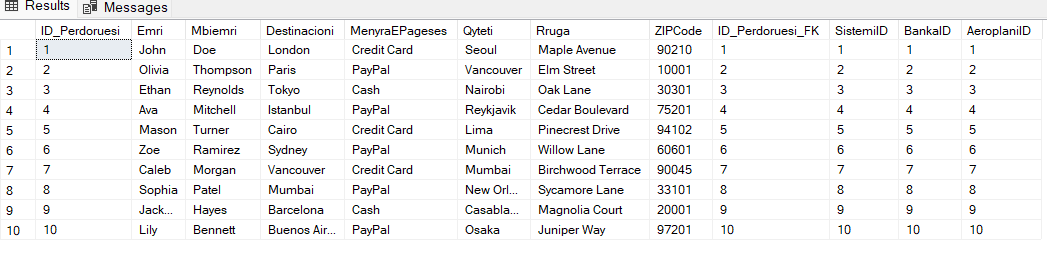 Results Messages
ID_Perdoruesi Emri Mbiemri Destinacioni MenyraEPageses Qyteti Rruga ZIPCode ID_Perdoruesi_FK SistemiID BankaID AeroplaniID
1 1 John Doe London Credit Card Seoul Maple Avenue 90210 1 1 1 1
2 2 Olivia Thompson Paris PayPal Vancouver Elm Street 10001 2 2 2 2
3 3 Ethan Reynolds Tokyo Cash Nairobi Oak Lane 30301 3 3 3 3
4 4 Ava Mitchell Istanbul PayPal Reykjavik Cedar Boulevard 75201 4 4 4 4
5 5 Mason Turner Cairo Credit Card Lima Pinecrest Drive 94102 5 5 5 5
6 6 Zoe Ramirez Sydney PayPal Munich Willow Lane 60601 6 6 6 6
7 7 Caleb Morgan Vancouver Credit Card Mumbai Birchwood Terrace 90045 7 7 7 7
8 8 Sophia Patel Mumbai PayPal New Orl... Sycamore Lane 33101 8 8 8 8
9 9 Jack... Hayes Barcelona Cash Casabla... Magnolia Court 20001 9 9 9 9
10 10 Lily Bennett Buenos Air... PayPal Osaka Juniper Way 97201 10 10 10 10